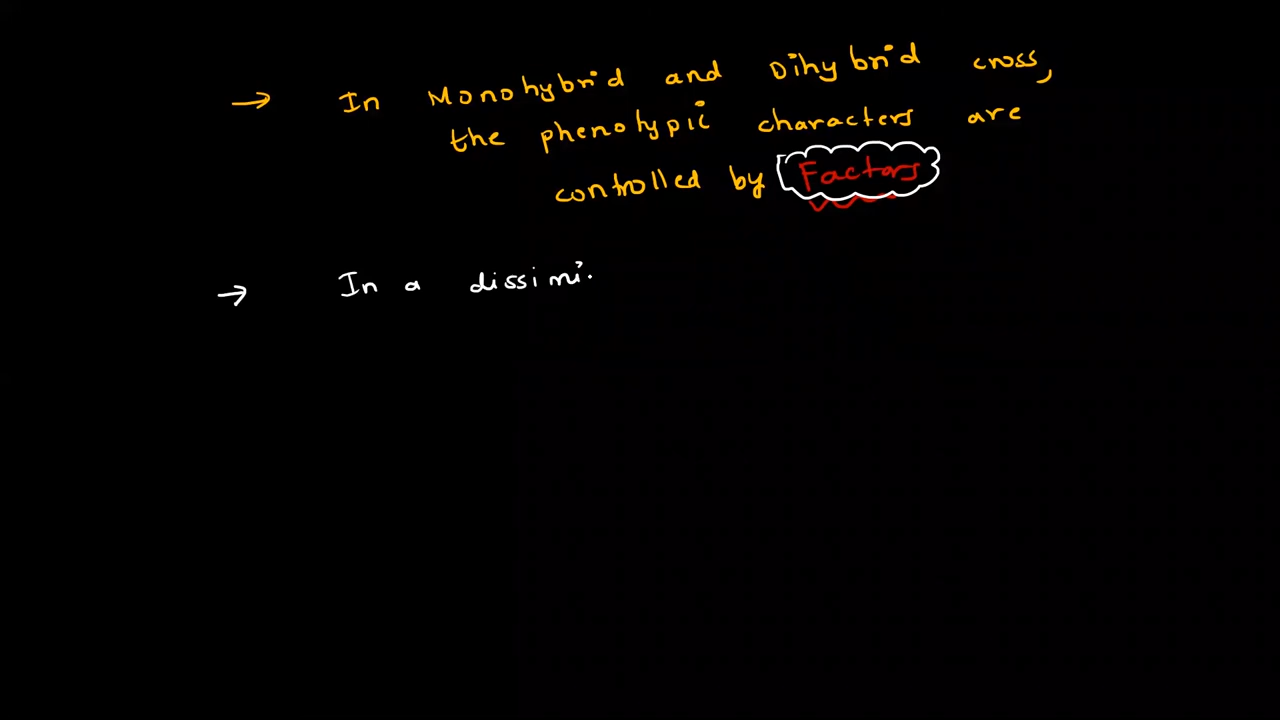 → In Monohybrid and Dihybrid cross,
the phenotypic characters are
controlled by Factors
→ In a dissimi